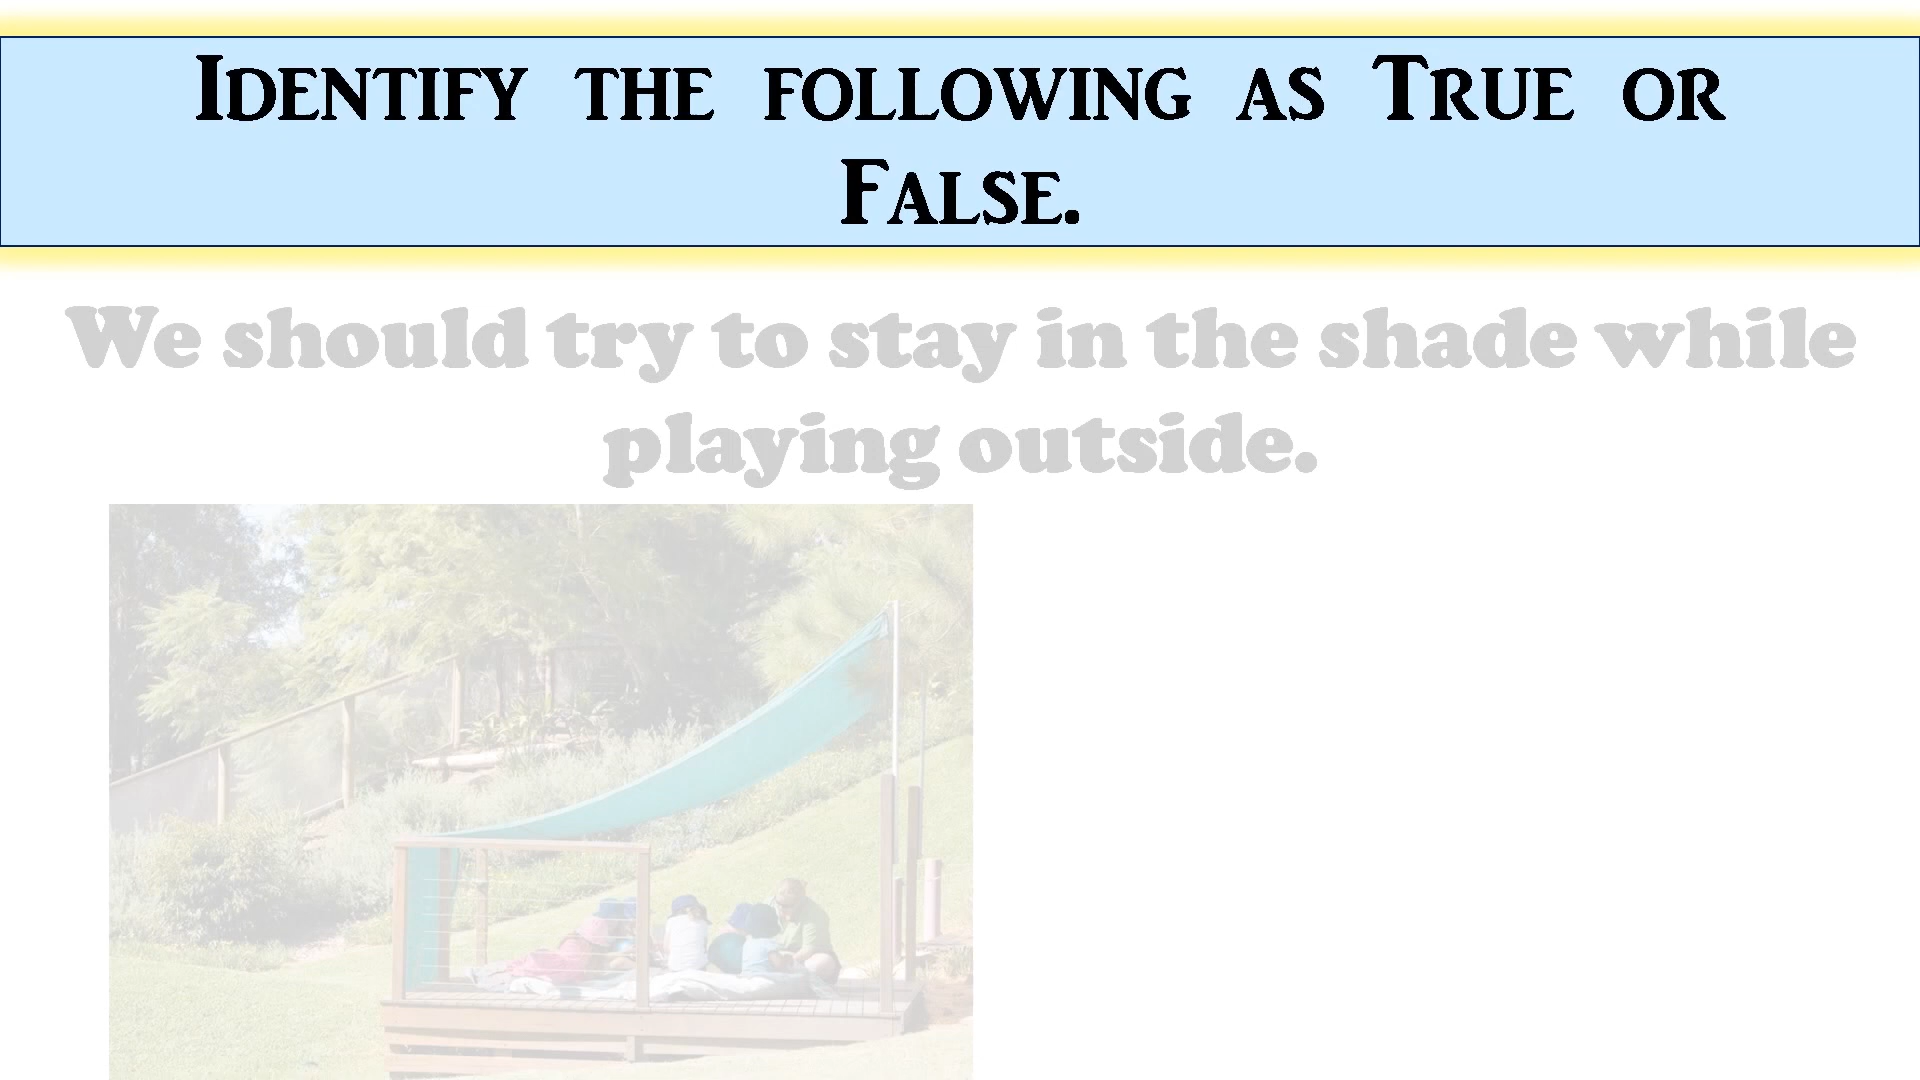 Identify the following as True or
False.
We should try to stay in the shade while
playing outside.